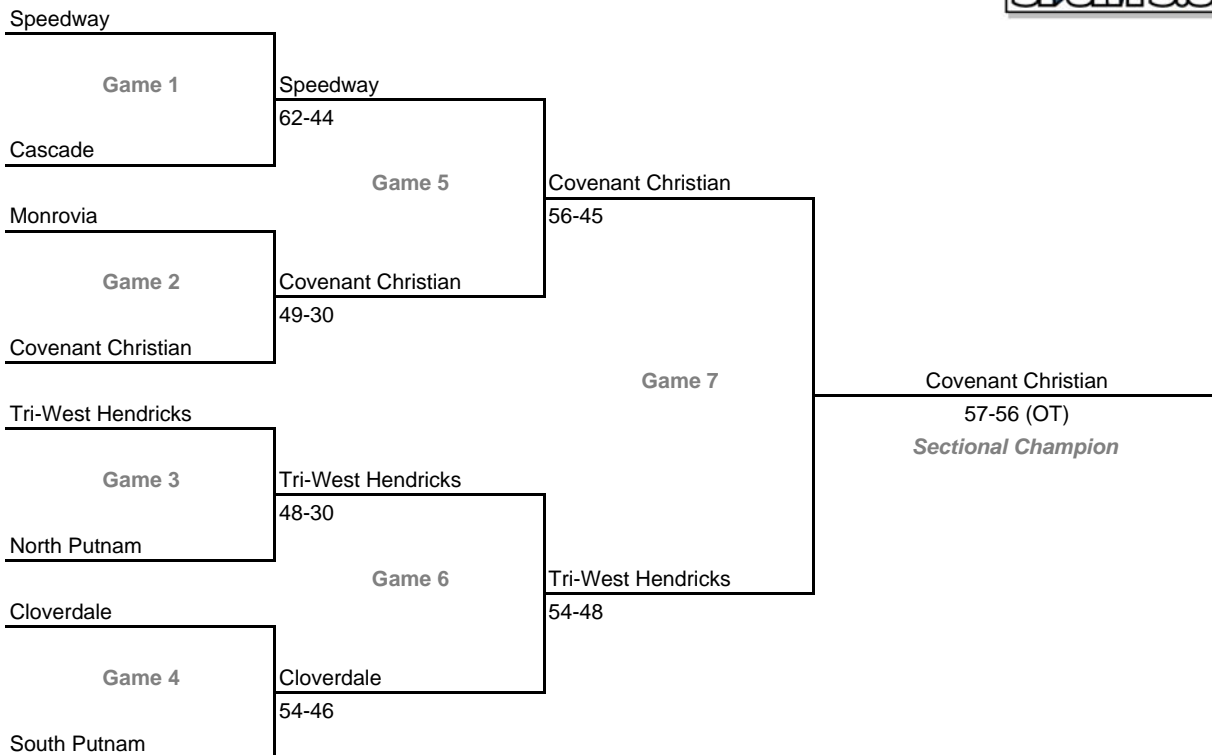 Speedway
Game 1
Speedway
62-44
Cascade
Game 5
Covenant Christian
56-45
Monrovia
Game 2
Covenant Christian
49-30
Covenant Christian
Game 7
Covenant Christian
57-56 (OT)
Sectional Champion
Tri-West Hendricks
Game 3
Tri-West Hendricks
48-30
North Putnam
Game 6
Tri-West Hendricks
54-48
Cloverdale
Game 4
Cloverdale
54-46
South Putnam